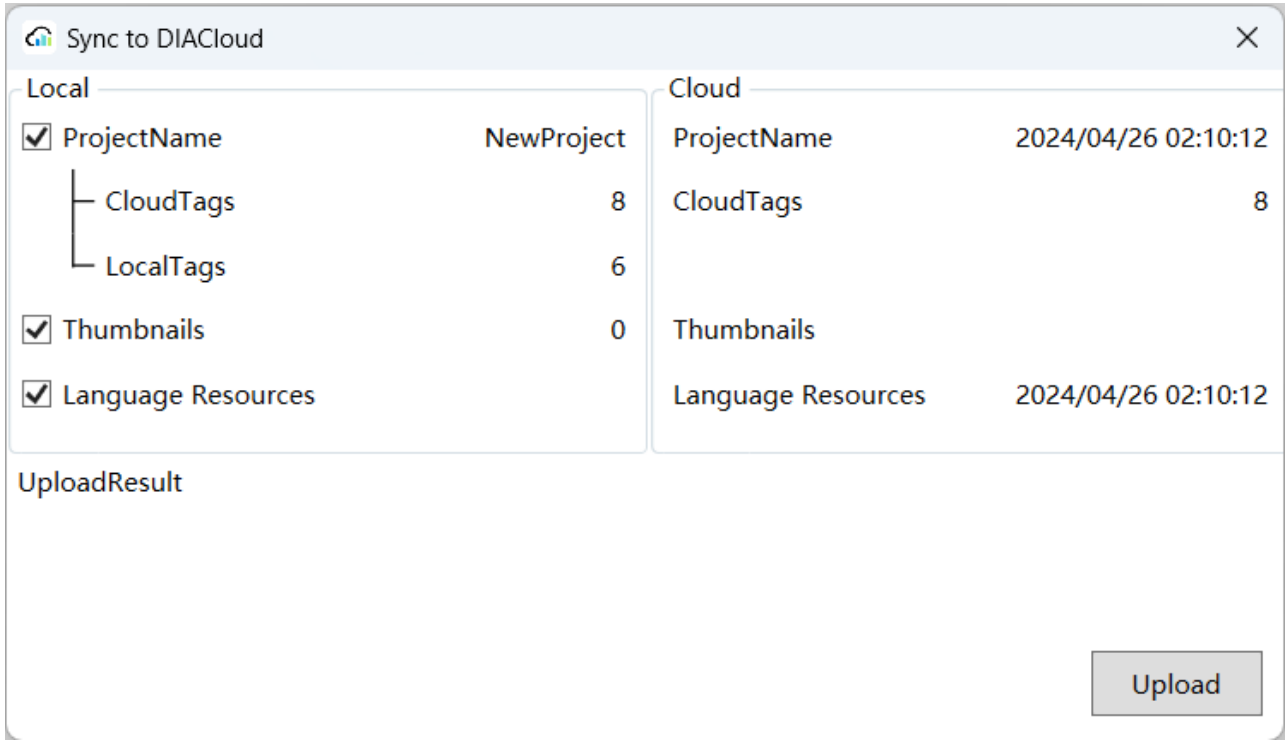 Sync to DIACloud
Local
Cloud
ProjectName NewProject ProjectName 2024/04/26 02:10:12
CloudTags 8 CloudTags 8
LocalTags 6
Thumbnails 0 Thumbnails
Language Resources Language Resources 2024/04/26 02:10:12
UploadResult
Upload